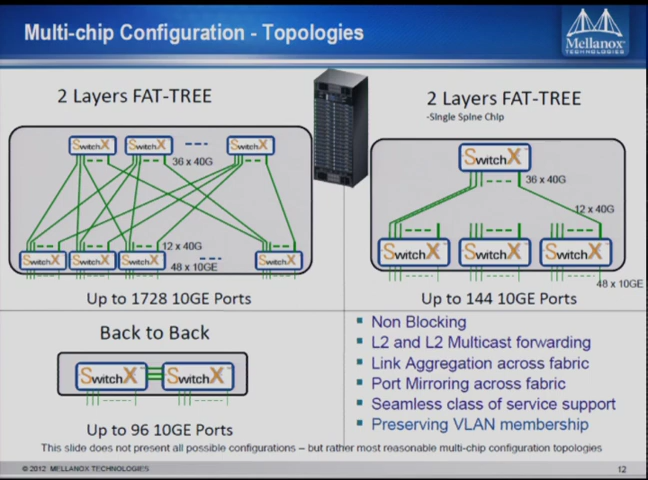 Multi-chip Configuration - Topologies
Mellanox
TECHNOLOGIES
2 Layers FAT-TREE
SwitchX SwitchX SwitchX
36 x 40G
12 x 40G
SwitchX SwitchX SwitchX SwitchX
48 x 10GE
Up to 1728 10GE Ports
2 Layers FAT-TREE
-Single Spine Chip
SwitchX
36 x 40G
12 x 40G
SwitchX SwitchX SwitchX
48 x 10GE
Up to 144 10GE Ports
Back to Back
SwitchX SwitchX
Up to 96 10GE Ports
Non Blocking
L2 and L2 Multicast forwarding
Link Aggregation across fabric
Port Mirroring across fabric
Seamless class of service support
Preserving VLAN membership
This slide does not present all possible configurations – but rather most reasonable multi-chip configuration topologies
© 2012 MELLANOX TECHNOLOGIES
12